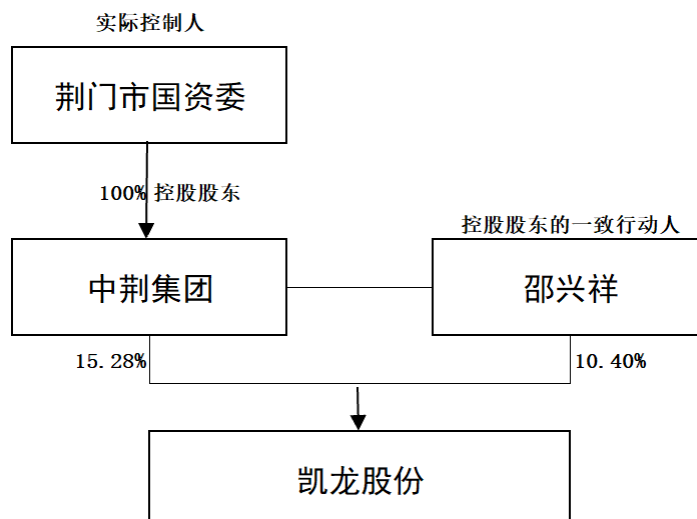 实际控制人
荆门市国资委
100% 控股股东
控股股东的一致行动人
中荆集团
邵兴祥
15.28%
10.40%
凯龙股份